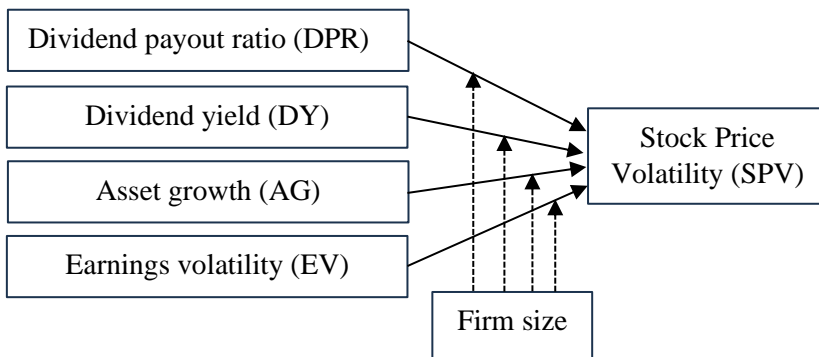 Dividend payout ratio (DPR)
Dividend yield (DY)
Asset growth (AG)
Earnings volatility (EV)
Stock Price
Volatility (SPV)
Firm size